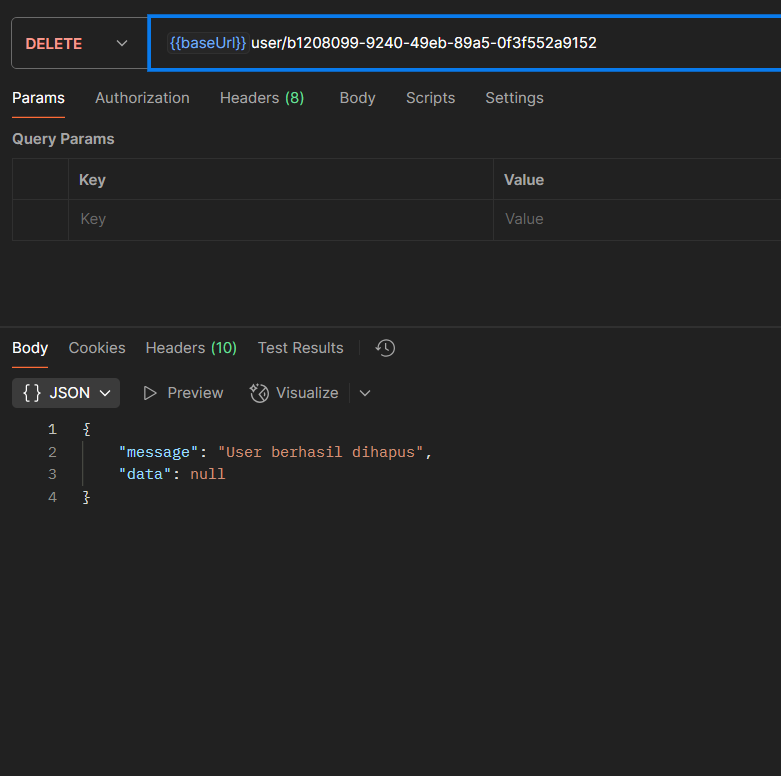 DELETE {{baseUrl}} user/b1208099-9240-49eb-89a5-0f3f552a9152
Params Authorization Headers (8) Body Scripts Settings
Query Params
Key Value
Key Value
Body Cookies Headers (10) Test Results
{ } JSON Preview Visualize
1 {
2 "message": "User berhasil dihapus",
3 "data": null
4 }